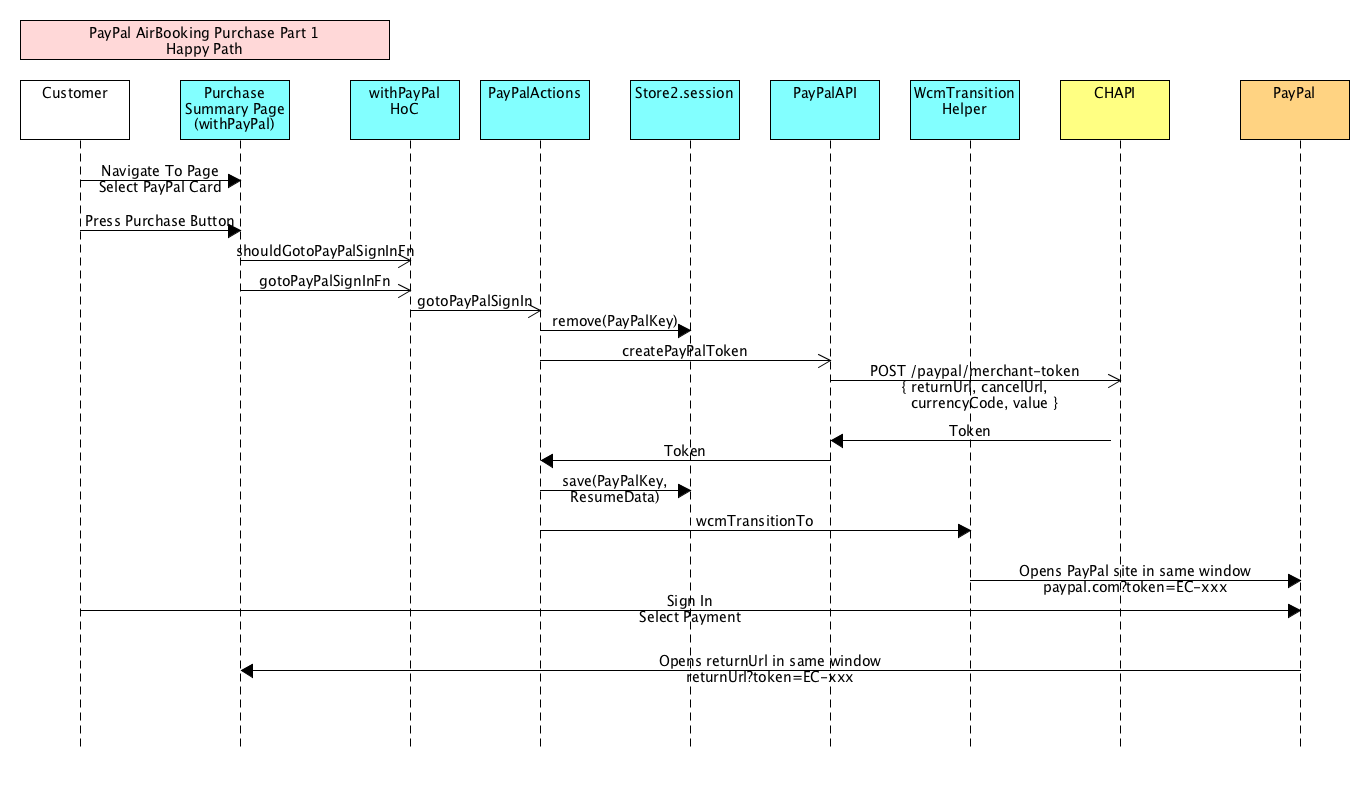 PayPal AirBooking Purchase Part 1
Happy Path
Customer
Purchase
Summary Page
(withPayPal)
withPayPal
HoC
PayPalActions
Store2.session
PayPalAPI
WcmTransition
Helper
CHAPI
PayPal
Navigate To Page
Select PayPal Card
Press Purchase Button
shouldGotoPayPalSignInFn
gotoPayPalSignInFn
gotoPayPalSignIn
remove(PayPalKey)
createPayPalToken
POST /paypal/merchant-token
{ returnUrl, cancelUrl,
currencyCode, value }
Token
Token
save(PayPalKey,
ResumeData)
wcmTransitionTo
Opens PayPal site in same window
paypal.com?token=EC-xxx
Sign In
Select Payment
Opens returnUrl in same window
returnUrl?token=EC-xxx